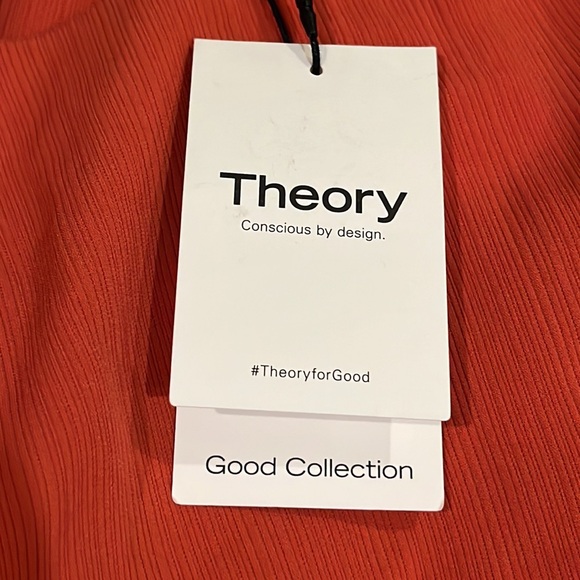 Theory
Conscious by design.
#TheoryforGood
Good Collection